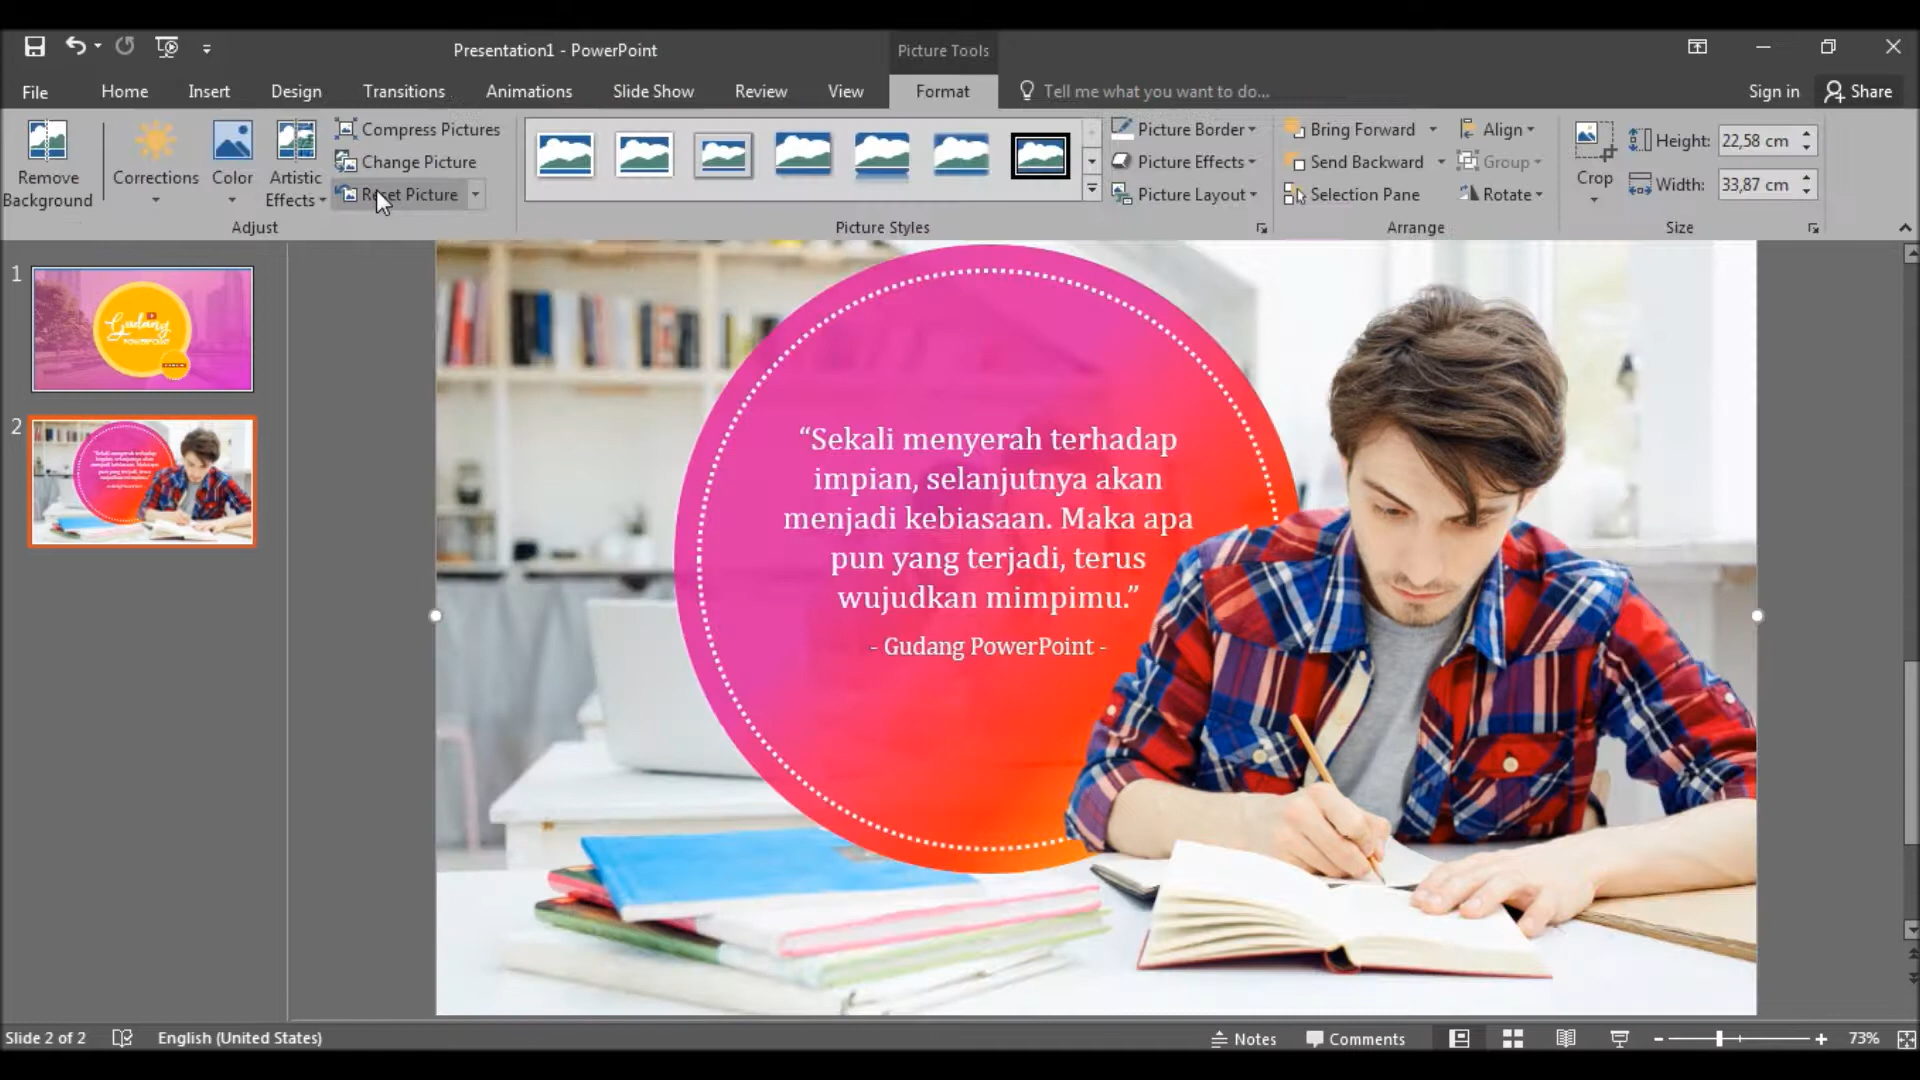 Presentation1 - PowerPoint
Picture Tools
File
Home
Insert
Design
Transitions
Animations
Slide Show
Review
View
Format
Tell me what you want to do...
Sign in
Share
Remove
Background
Corrections
Color
Artistic
Effects
Compress Pictures
Change Picture
Reset Picture
Adjust
Picture Styles
Picture Border
Picture Effects
Picture Layout
Bring Forward
Send Backward
Selection Pane
Align
Group
Rotate
Arrange
Crop
Height: 22,58 cm
Width: 33,87 cm
Size
1
Gudang
POWERPOINT
2
“Sekali menyerah terhadap
impian, selanjutnya akan
menjadi kebiasaan. Maka apa
pun yang terjadi, terus
wujudkan mimpimu.”
- Gudang PowerPoint -
Slide 2 of 2
English (United States)
Notes
Comments
73%